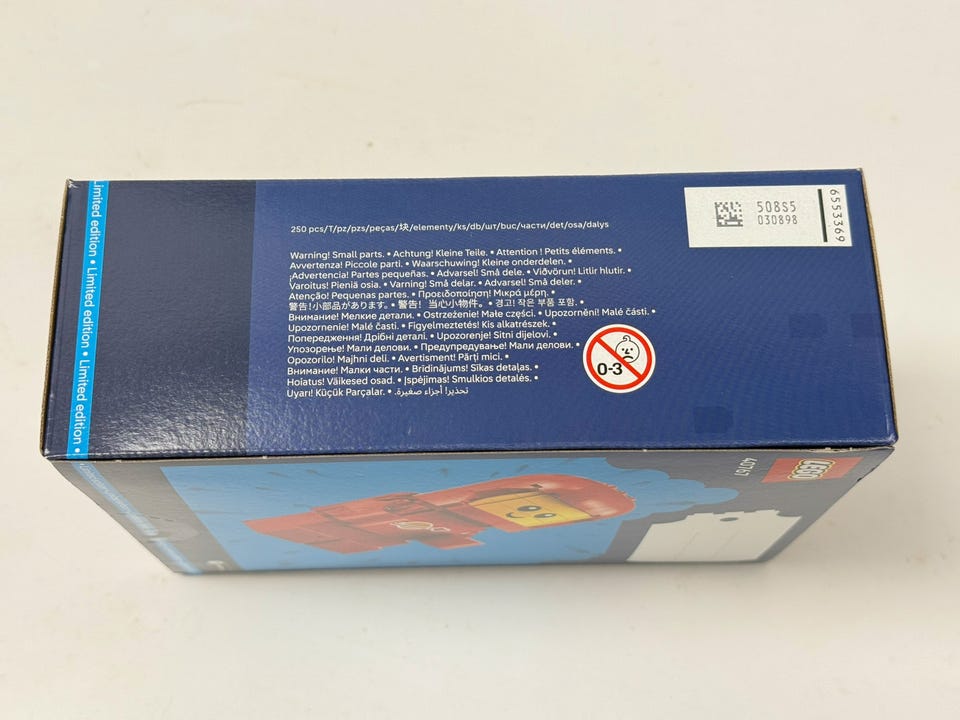 Limited edition • Limited edition • Limited edition •
250 pcs/T/pz/pzs/peças/块/elementy/ks/db/шт/buc/части/det/osa/dalys
Warning! Small parts. • Achtung! Kleine Teile. • Attention ! Petits éléments. •
Avvertenza! Piccole parti. • Waarschuwing! Kleine onderdelen. •
¡Advertencia! Partes pequeñas. • Advarsel! Små dele. • Viðvörun! Litlir hlutir. •
Varoitus! Pieniä osia. • Varning! Små delar. • Advarsel! Små deler. •
Atenção! Pequenas partes. • Προειδοποίηση! Μικρά μέρη. •
警告!小部品があります。• 警告! 当心小物件。• 경고! 작은 부품 포함. •
Внимание! Мелкие детали. • Ostrzeżenie! Małe części. • Upozornění! Malé části. •
Upozornenie! Malé časti. • Figyelmeztetés! Kis alkatrészek. •
Попередження! Дрібні деталі. • Upozorenje! Sitni dijelovi. •
Упозорење! Мали делови. • Предупредување! Мали делови. •
Opozorilo! Majhni deli. • Avertisment! Părți mici. •
Внимание! Малки части. • Brīdinājums! Sīkas detaļas. •
Hoiatus! Väikesed osad. • Įspėjimas! Smulkios detalės. •
Uyarı! Küçük Parçalar. • تحذير! أجزاء صغيرة.
0-3
508S5
030898
6553369
LEGO
40767